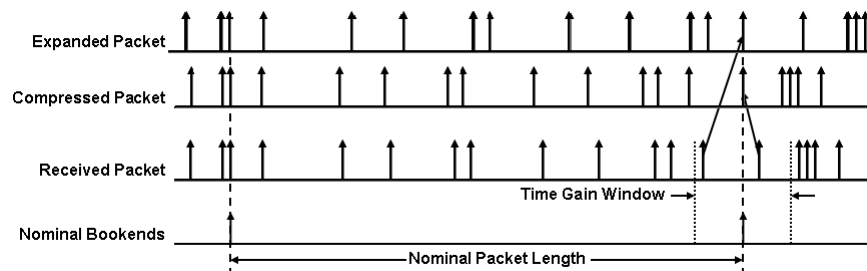 Expanded Packet
Compressed Packet
Received Packet
Time Gain Window
Nominal Bookends
Nominal Packet Length